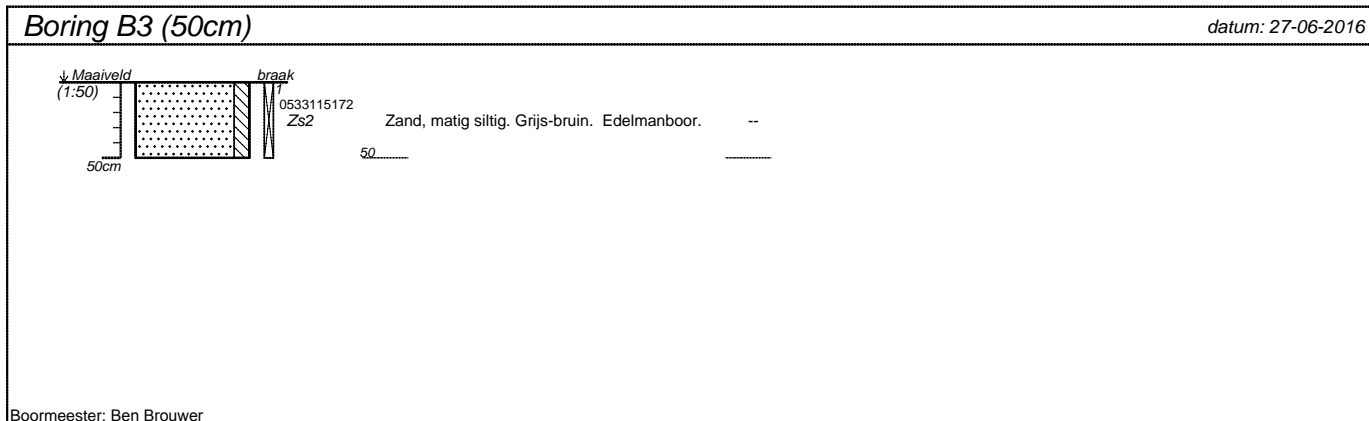 Boring B3 (50cm) datum: 27-06-2016
Maaiveld braak
(1:50) 1
0533115172
Zs2 Zand, matig siltig. Grijs-bruin. Edelmanboor. --
50
50cm
Boormeester: Ben Brouwer